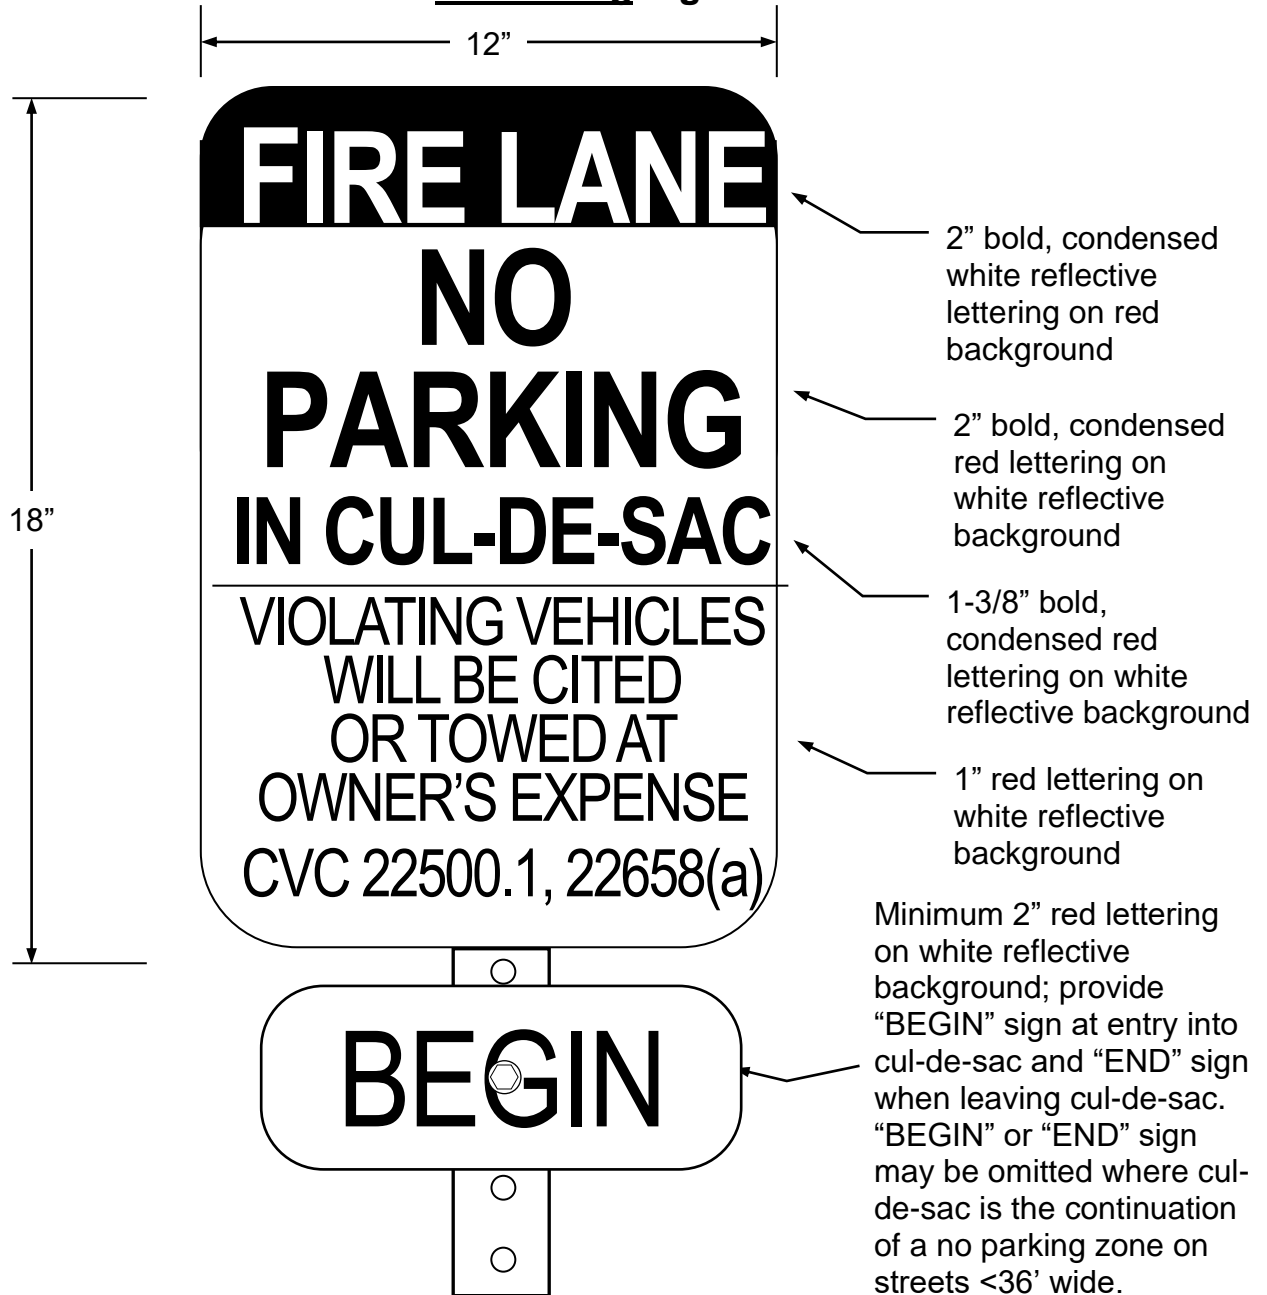 12”
FIRE LANE
NO
PARKING
IN CUL-DE-SAC
VIOLATING VEHICLES
WILL BE CITED
OR TOWED AT
OWNER’S EXPENSE
CVC 22500.1, 22658(a)
BEGIN
18”
2” bold, condensed
white reflective
lettering on red
background
2” bold, condensed
red lettering on
white reflective
background
1-3/8” bold,
condensed red
lettering on white
reflective background
1” red lettering on
white reflective
background
Minimum 2” red lettering
on white reflective
background; provide
“BEGIN” sign at entry into
cul-de-sac and “END” sign
when leaving cul-de-sac.
“BEGIN” or “END” sign
may be omitted where cul-
de-sac is the continuation
of a no parking zone on
streets <36’ wide.